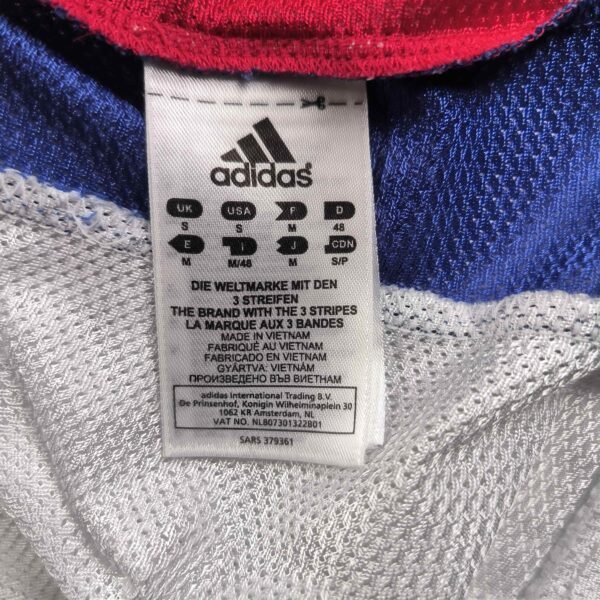 adidas
UK USA F D
S S M 48
E I J CDN
M M/48 M S/P
DIE WELTMARKE MIT DEN
3 STREIFEN
THE BRAND WITH THE 3 STRIPES
LA MARQUE AUX 3 BANDES
MADE IN VIETNAM
FABRIQUÉ AU VIETNAM
FABRICADO EN VIETNAM
GYÁRTVA: VIETNÁM
ПРОИЗВЕДЕНО ВЪВ ВИЕТНАМ
adidas International Trading B.V.
De Prinsenhof, Konigin Wilhelminaplein 30
1062 KR Amsterdam, NL
VAT NO. NL807301322B01
SARS 379361